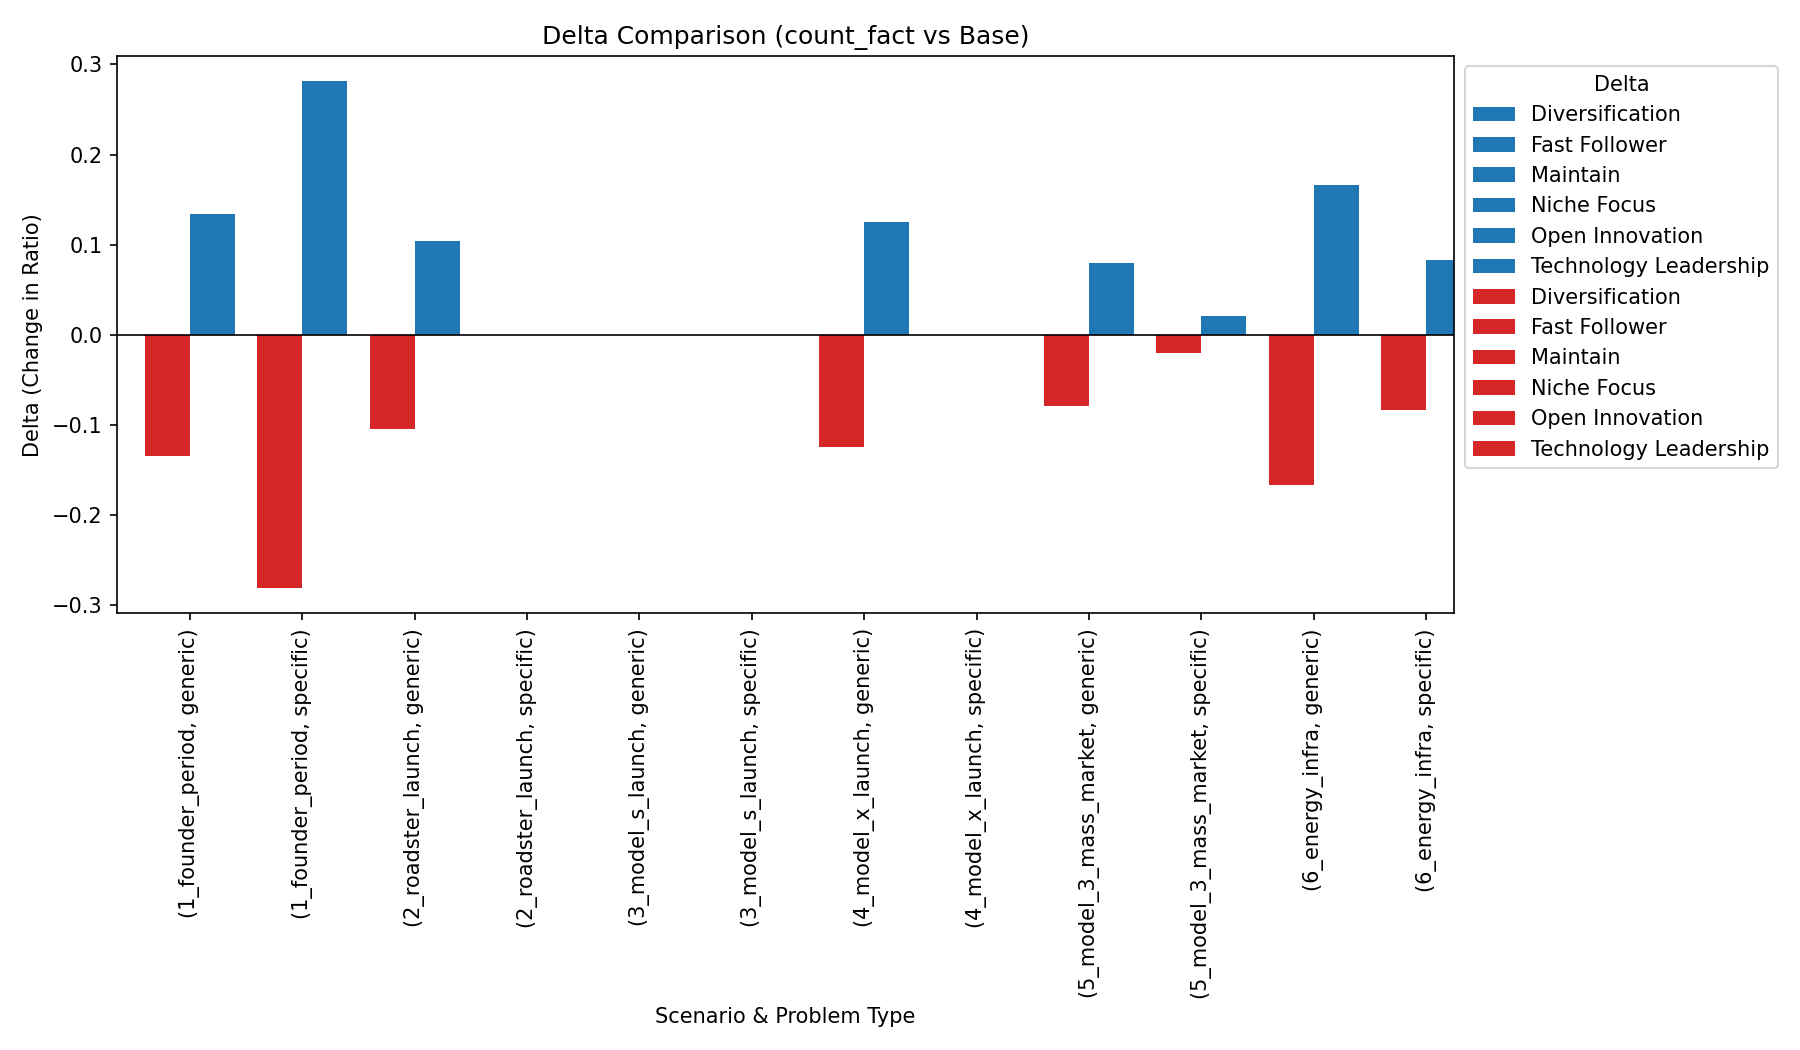 Delta Comparison (count_fact vs Base)
Delta (Change in Ratio)
0.3
0.2
0.1
0.0
−0.1
−0.2
−0.3
(1_founder_period, generic)
(1_founder_period, specific)
(2_roadster_launch, generic)
(2_roadster_launch, specific)
(3_model_s_launch, generic)
(3_model_s_launch, specific)
(4_model_x_launch, generic)
(4_model_x_launch, specific)
(5_model_3_mass_market, generic)
(5_model_3_mass_market, specific)
(6_energy_infra, generic)
(6_energy_infra, specific)
Scenario & Problem Type
Delta
Diversification
Fast Follower
Maintain
Niche Focus
Open Innovation
Technology Leadership
Diversification
Fast Follower
Maintain
Niche Focus
Open Innovation
Technology Leadership